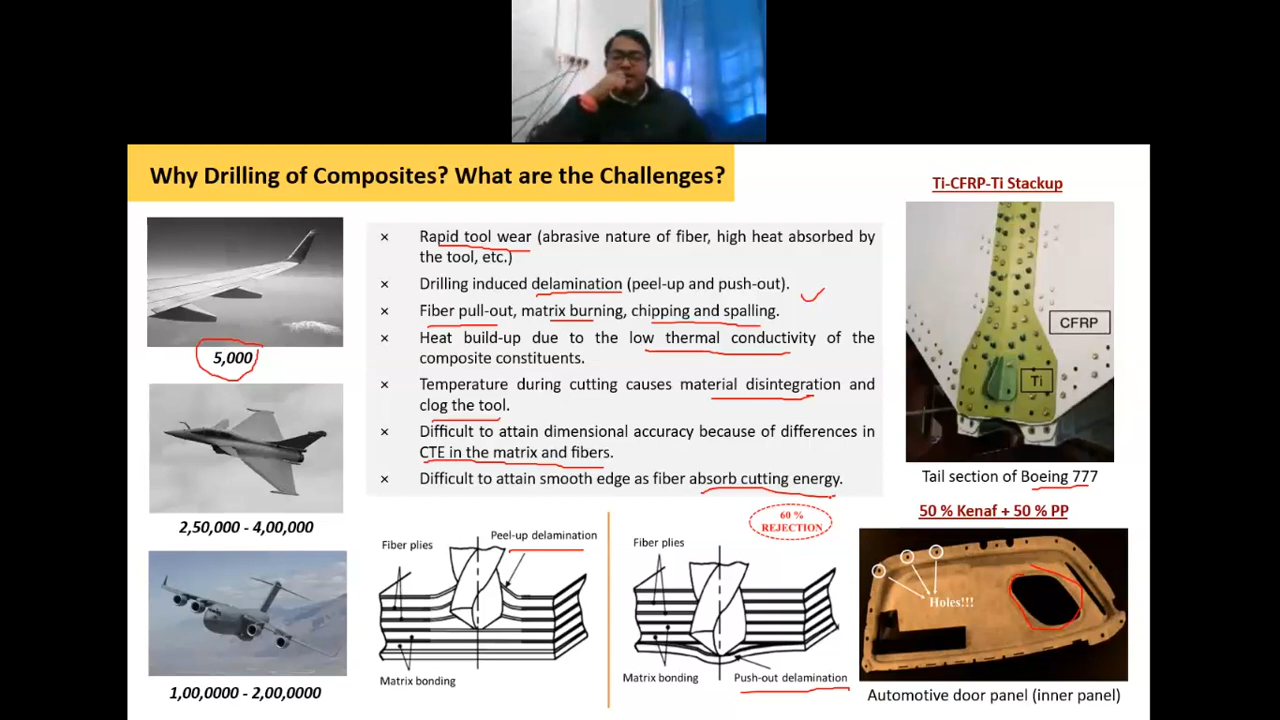 Why Drilling of Composites? What are the Challenges?
5,000
2,50,000 - 4,00,000
1,00,0000 - 2,00,0000
× Rapid tool wear (abrasive nature of fiber, high heat absorbed by
the tool, etc.)
× Drilling induced delamination (peel-up and push-out).
× Fiber pull-out, matrix burning, chipping and spalling.
× Heat build-up due to the low thermal conductivity of the
composite constituents.
× Temperature during cutting causes material disintegration and
clog the tool.
× Difficult to attain dimensional accuracy because of differences in
CTE in the matrix and fibers.
× Difficult to attain smooth edge as fiber absorb cutting energy.
60 %
REJECTION
Fiber plies
Peel-up delamination
Matrix bonding
Fiber plies
Matrix bonding
Push-out delamination
Ti-CFRP-Ti Stackup
CFRP
Ti
Tail section of Boeing 777
50 % Kenaf + 50 % PP
Holes!!!
Automotive door panel (inner panel)